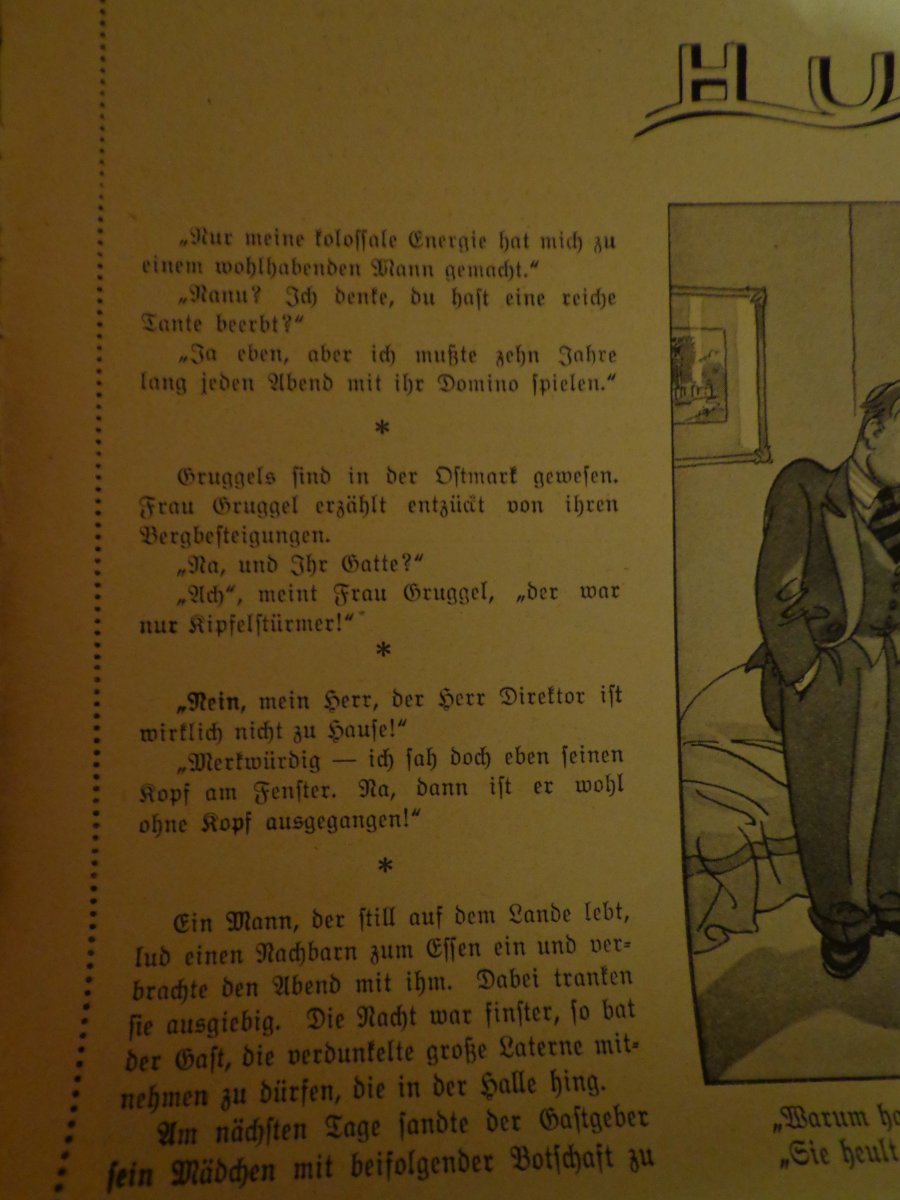 HU
„Nur meine kolossale Energie hat mich zu
einem wohlhabenden Mann gemacht.“
„Nanu? Ich denke, du hast eine reiche
Tante beerbt?“
„Ja eben, aber ich mußte zehn Jahre
lang jeden Abend mit ihr Domino spielen.“
*
Gruggels sind in der Ostmark gewesen.
Frau Gruggel erzählt entzückt von ihren
Bergbesteigungen.
„Na, und Ihr Gatte?“
„Ach“, meint Frau Gruggel, „der war
nur Kipfelstürmer!“
*
„Nein, mein Herr, der Herr Direktor ist
wirklich nicht zu Hause!“
„Merkwürdig — ich sah doch eben seinen
Kopf am Fenster. Na, dann ist er wohl
ohne Kopf ausgegangen!“
*
Ein Mann, der still auf dem Lande lebt,
lud einen Nachbarn zum Essen ein und ver-
brachte den Abend mit ihm. Dabei tranken
sie ausgiebig. Die Nacht war finster, so bat
der Gast, die verdunkelte große Laterne mit-
nehmen zu dürfen, die in der Halle hing.
Am nächsten Tage sandte der Gastgeber
sein Mädchen mit beifolgender Botschaft zu
„Warum ha
„Sie heult